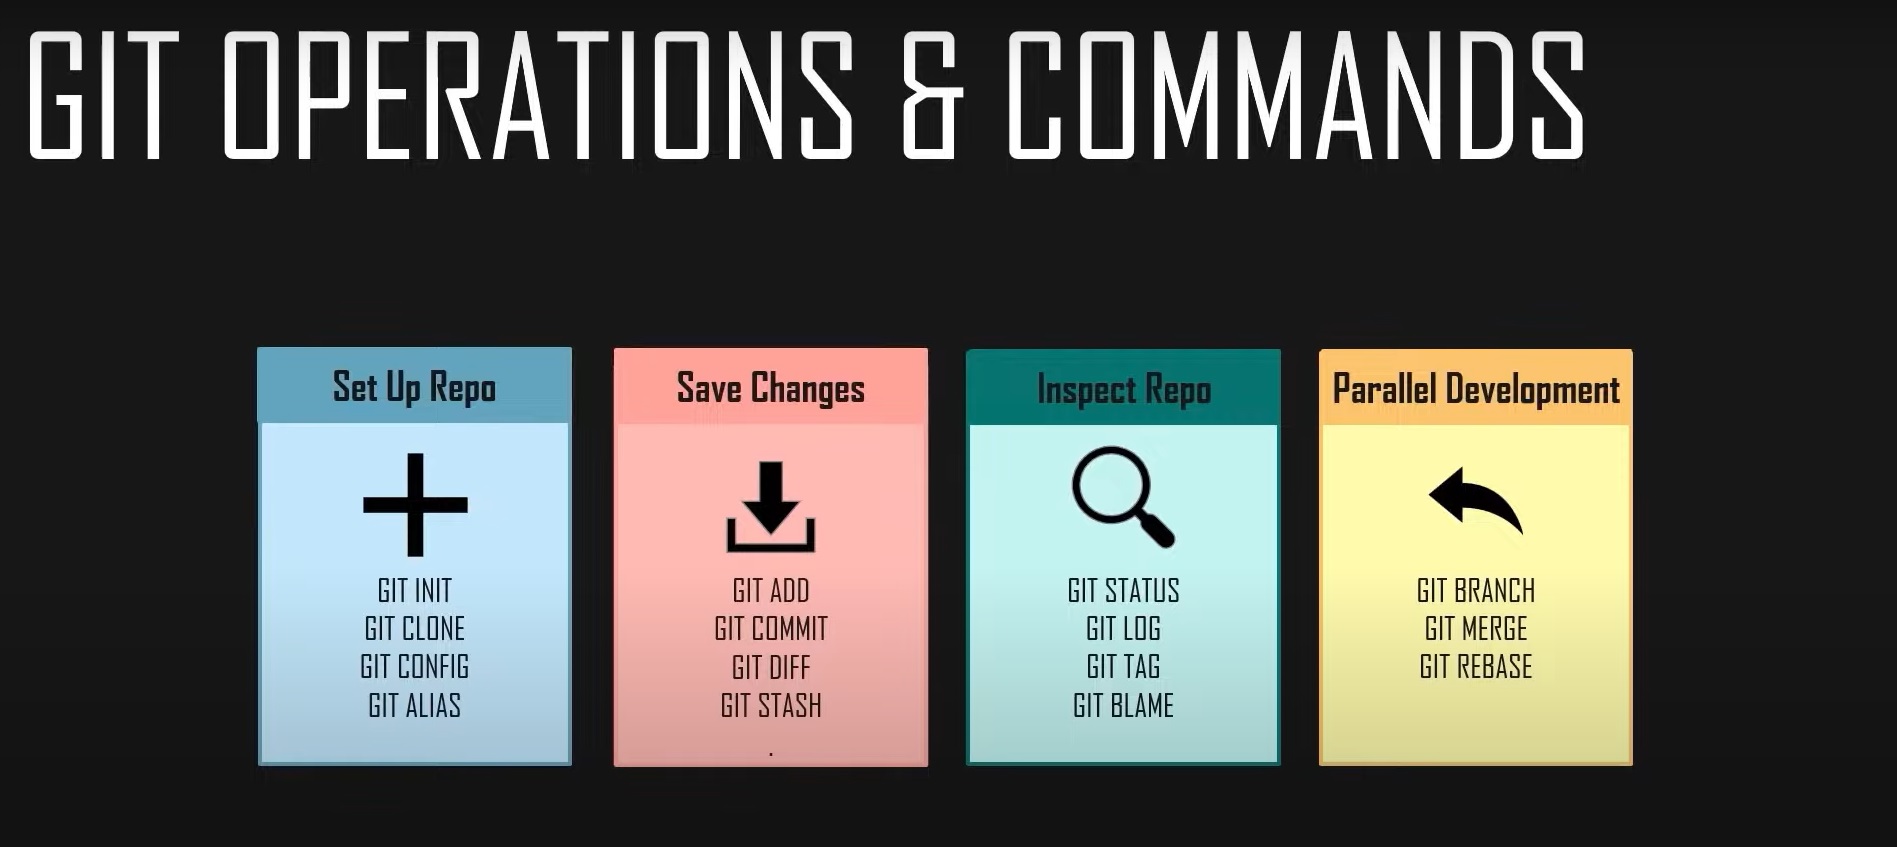 GIT OPERATIONS & COMMANDS
Set Up Repo
GIT INIT
GIT CLONE
GIT CONFIG
GIT ALIAS
Save Changes
GIT ADD
GIT COMMIT
GIT DIFF
GIT STASH
.
Inspect Repo
GIT STATUS
GIT LOG
GIT TAG
GIT BLAME
Parallel Development
GIT BRANCH
GIT MERGE
GIT REBASE